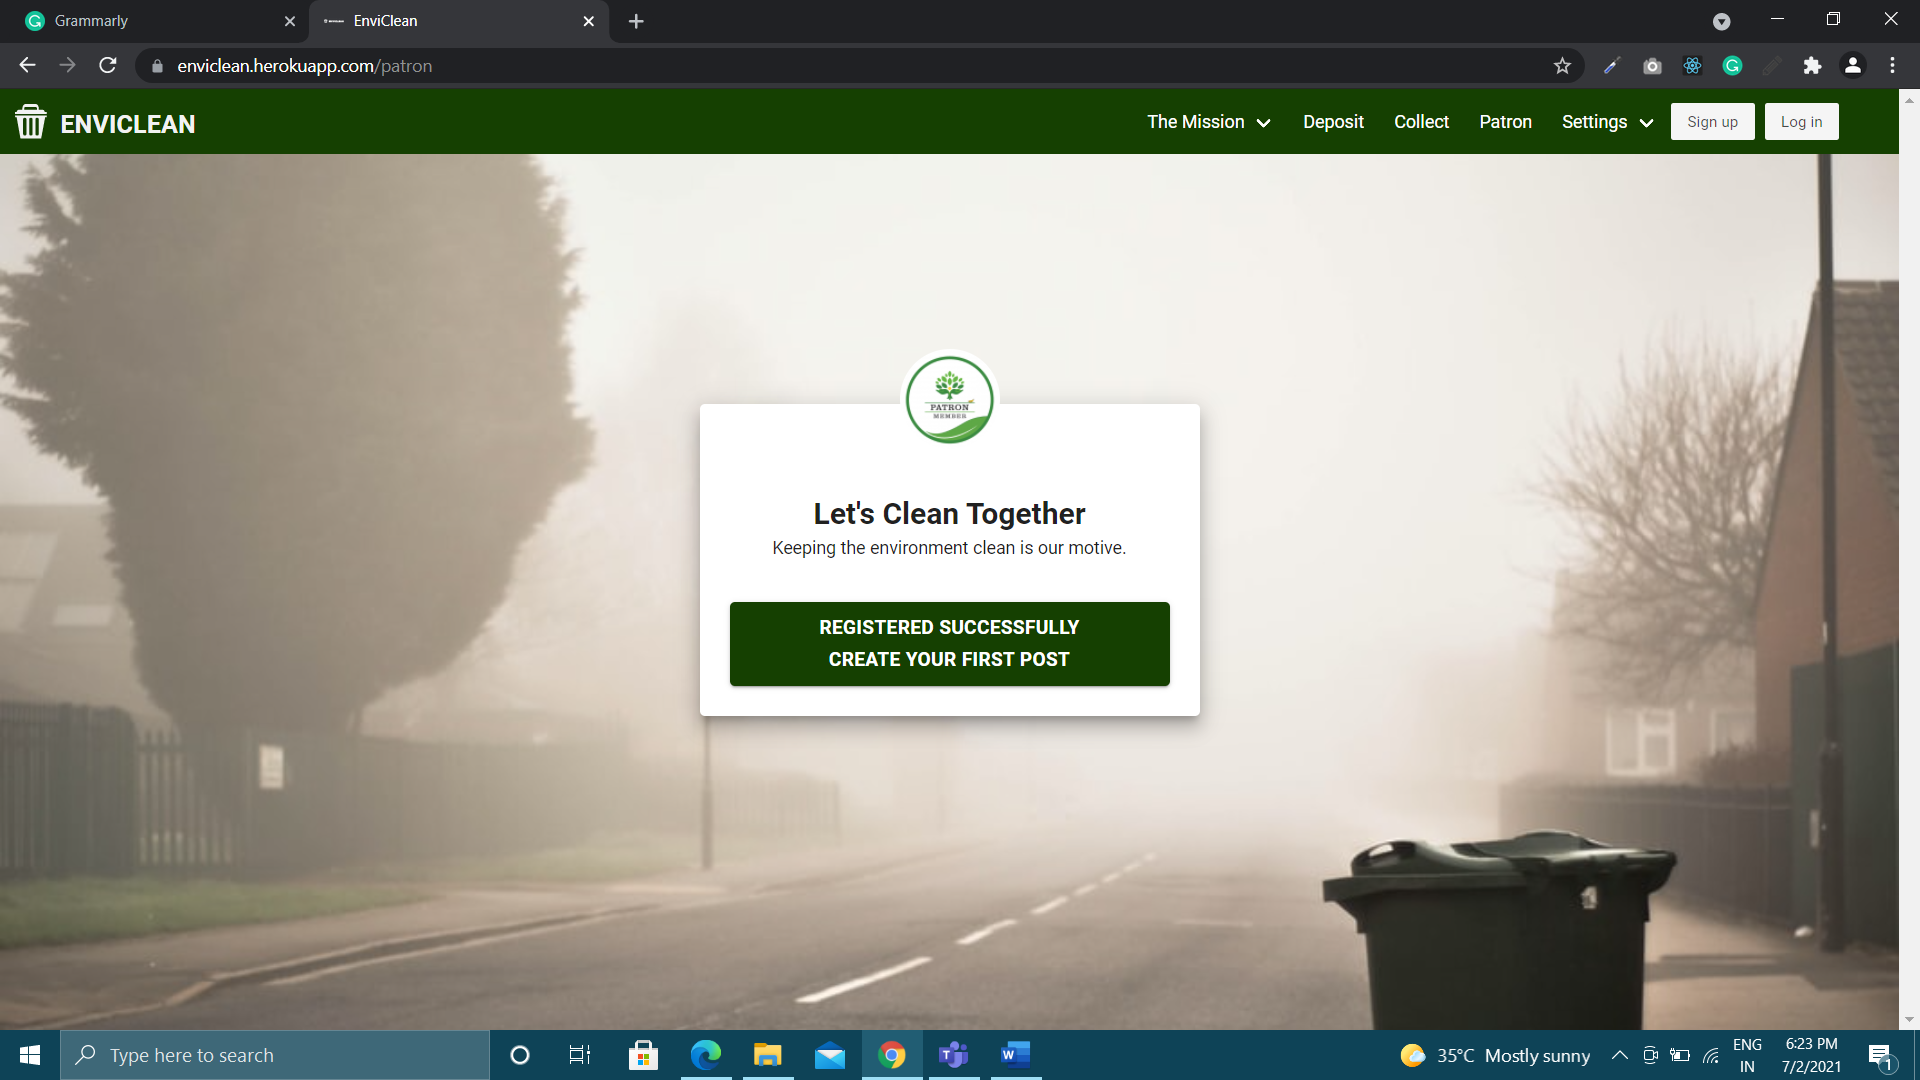 Grammarly
EnviClean
enviclean.herokuapp.com/patron
ENVICLEAN
The Mission
Deposit
Collect
Patron
Settings
Sign up
Log in
PATRON
MEMBER
Let's Clean Together
Keeping the environment clean is our motive.
REGISTERED SUCCESSFULLY
CREATE YOUR FIRST POST
Type here to search
35°C Mostly sunny
ENG
IN
6:23 PM
7/2/2021
1